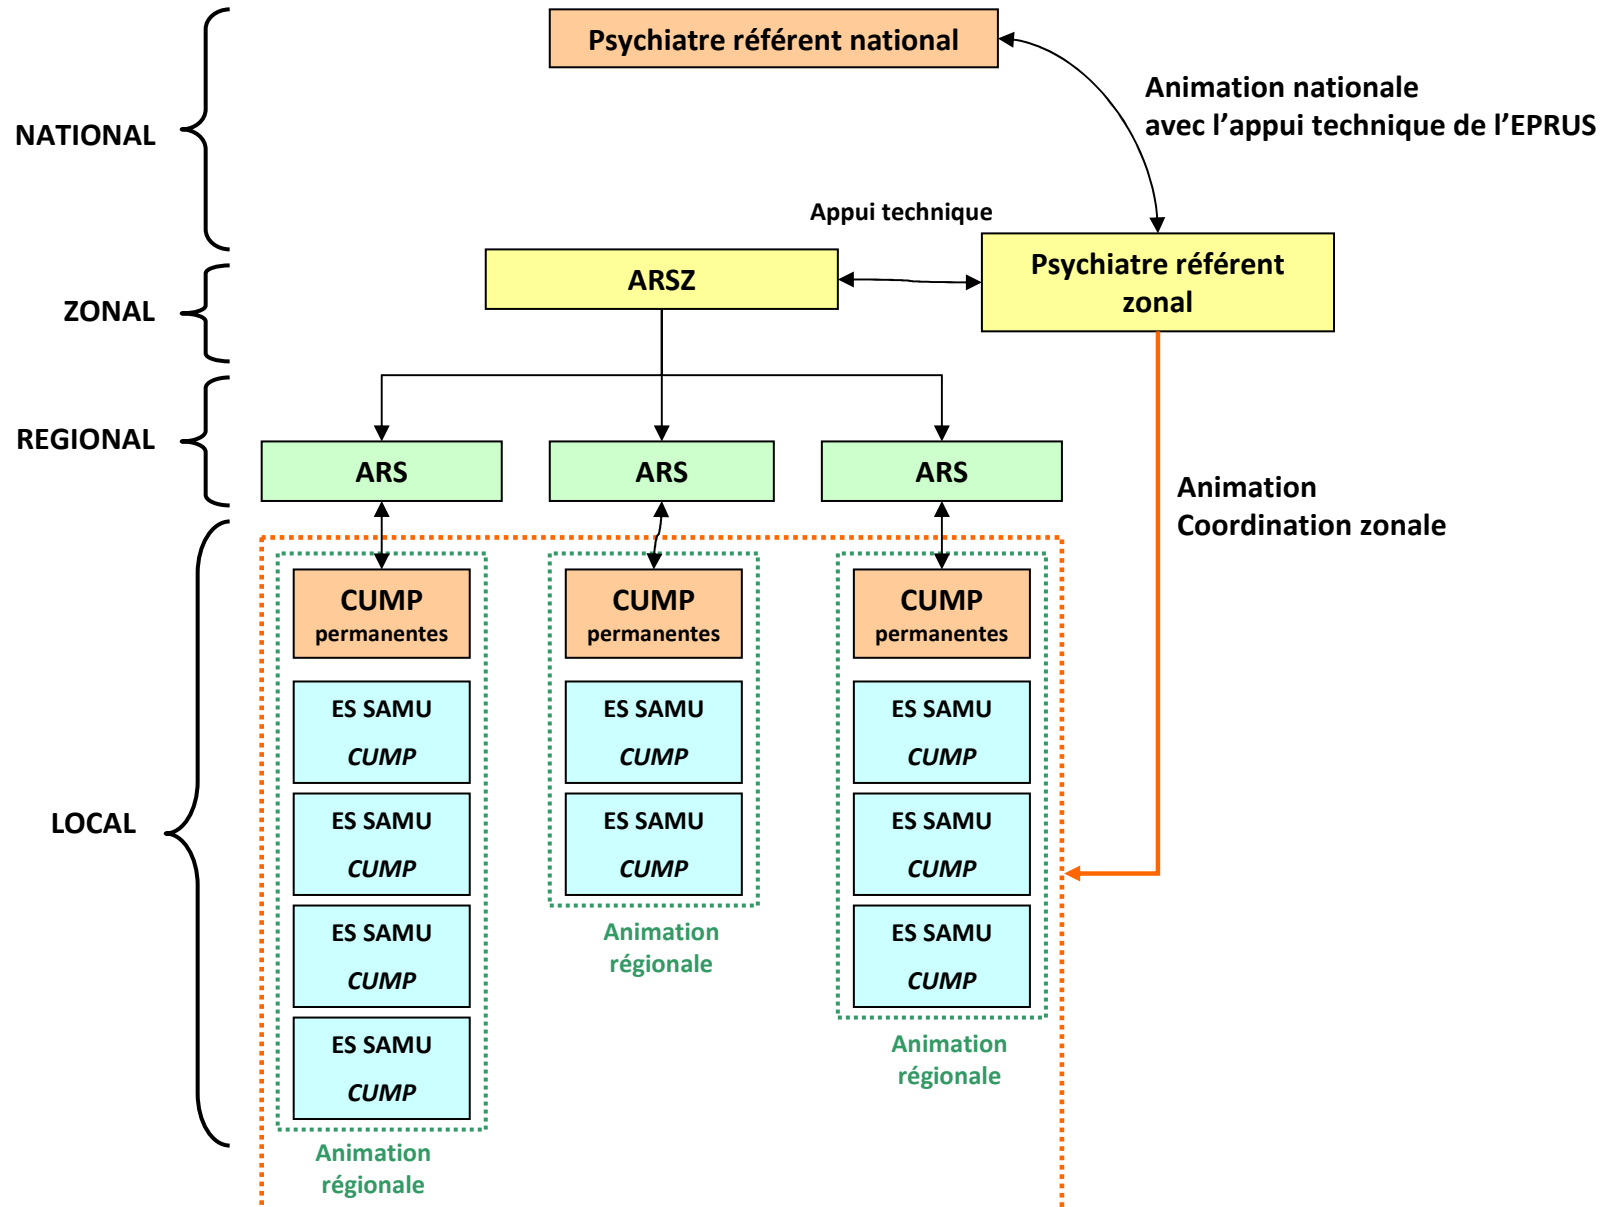 Psychiatre référent national
Animation nationale
avec l’appui technique de l’EPRUS
NATIONAL
Appui technique
Psychiatre référent
zonal
ARSZ
ZONAL
REGIONAL
ARS
ARS
ARS
Animation
Coordination zonale
CUMP
permanentes
CUMP
permanentes
CUMP
permanentes
ES SAMU
CUMP
ES SAMU
CUMP
ES SAMU
CUMP
LOCAL
ES SAMU
CUMP
ES SAMU
CUMP
ES SAMU
CUMP
ES SAMU
CUMP
Animation
régionale
ES SAMU
CUMP
ES SAMU
CUMP
Animation
régionale
Animation
régionale